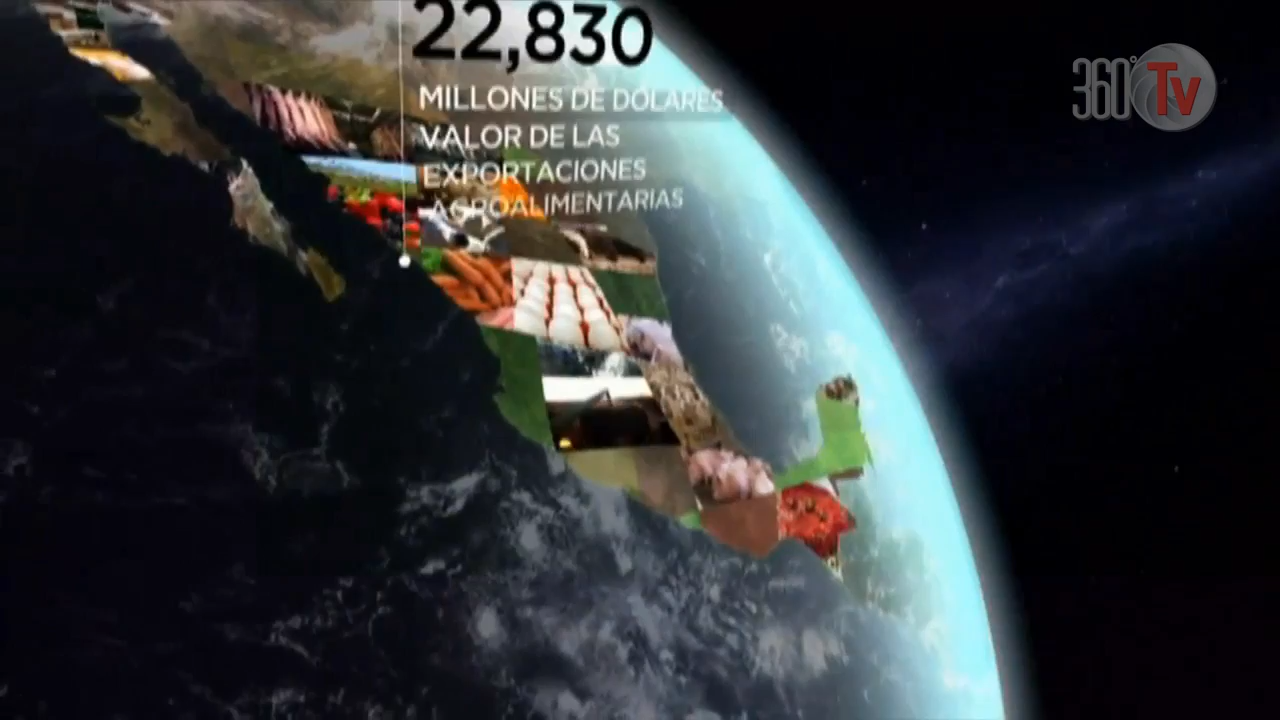 22,830
MILLONES DE DÓLARES
VALOR DE LAS
EXPORTACIONES
AGROALIMENTARIAS
360° Tv